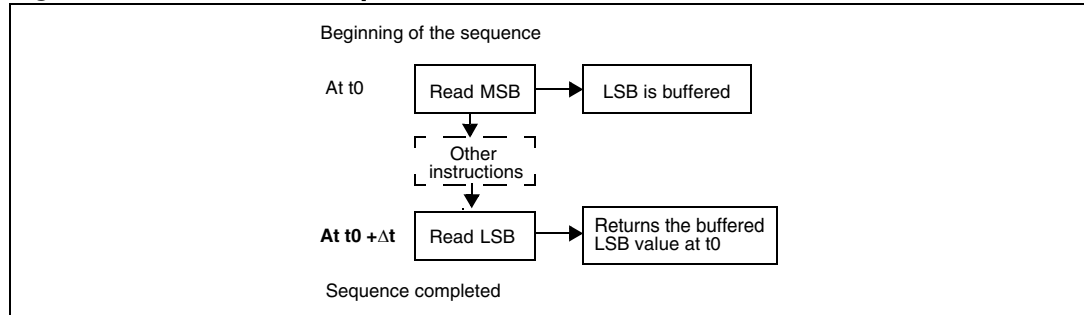 Beginning of the sequence
At t0
Read MSB
LSB is buffered
Other
instructions
At t0 +Δt
Read LSB
Returns the buffered
LSB value at t0
Sequence completed